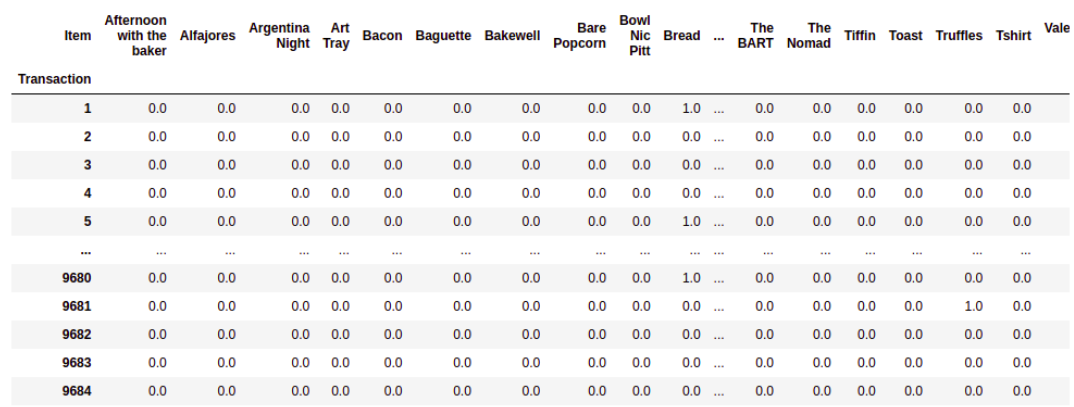 Item Afternoon with the baker Alfajores Argentina Night Art Tray Bacon Baguette Bakewell Bare Popcorn Bowl Nic Pitt Bread ... The BART The Nomad Tiffin Toast Truffles Tshirt Vale
Transaction
1 0.0 0.0 0.0 0.0 0.0 0.0 0.0 0.0 0.0 1.0 ... 0.0 0.0 0.0 0.0 0.0 0.0
2 0.0 0.0 0.0 0.0 0.0 0.0 0.0 0.0 0.0 0.0 ... 0.0 0.0 0.0 0.0 0.0 0.0
3 0.0 0.0 0.0 0.0 0.0 0.0 0.0 0.0 0.0 0.0 ... 0.0 0.0 0.0 0.0 0.0 0.0
4 0.0 0.0 0.0 0.0 0.0 0.0 0.0 0.0 0.0 0.0 ... 0.0 0.0 0.0 0.0 0.0 0.0
5 0.0 0.0 0.0 0.0 0.0 0.0 0.0 0.0 0.0 1.0 ... 0.0 0.0 0.0 0.0 0.0 0.0
... ... ... ... ... ... ... ... ... ... ... ... ... ... ... ... ... ...
9680 0.0 0.0 0.0 0.0 0.0 0.0 0.0 0.0 0.0 1.0 ... 0.0 0.0 0.0 0.0 0.0 0.0
9681 0.0 0.0 0.0 0.0 0.0 0.0 0.0 0.0 0.0 0.0 ... 0.0 0.0 0.0 0.0 1.0 0.0
9682 0.0 0.0 0.0 0.0 0.0 0.0 0.0 0.0 0.0 0.0 ... 0.0 0.0 0.0 0.0 0.0 0.0
9683 0.0 0.0 0.0 0.0 0.0 0.0 0.0 0.0 0.0 0.0 ... 0.0 0.0 0.0 0.0 0.0 0.0
9684 0.0 0.0 0.0 0.0 0.0 0.0 0.0 0.0 0.0 0.0 ... 0.0 0.0 0.0 0.0 0.0 0.0